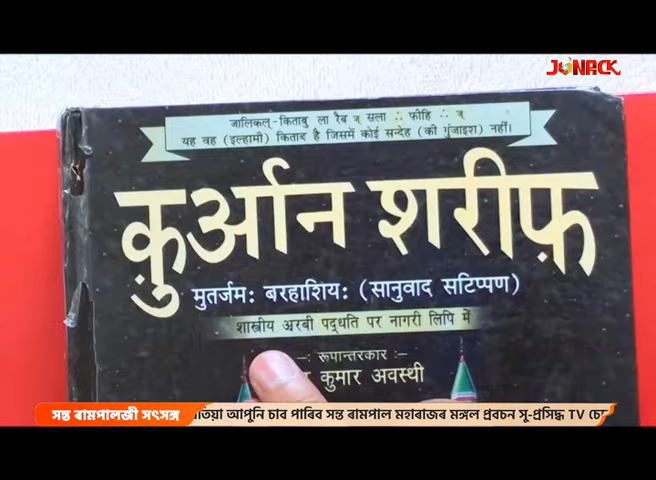 JONACK
ज़ालिकल्-किताबु ला रैब ज् सला ∴ फीहि ∴ ज्
यह वह (इल्हामी) किताब है जिसमें कोई सन्देह (की गुंजाइश) नहीं।
क़ुर्आन शरीफ़
मुतर्जम: बरहाशिय: (सानुवाद सटिप्पण)
शास्त्रीय अरबी पद्धति पर नागरी लिपि में
-: रूपान्तरकार :-
कुमार अवस्थी
সন্ত ৰামপালজী সৎসঙ্গ
আপুনি চাব পাৰিব সন্ত ৰামপাল মহাৰাজৰ মঙ্গল প্ৰবচন সু-প্ৰসিদ্ধ TV